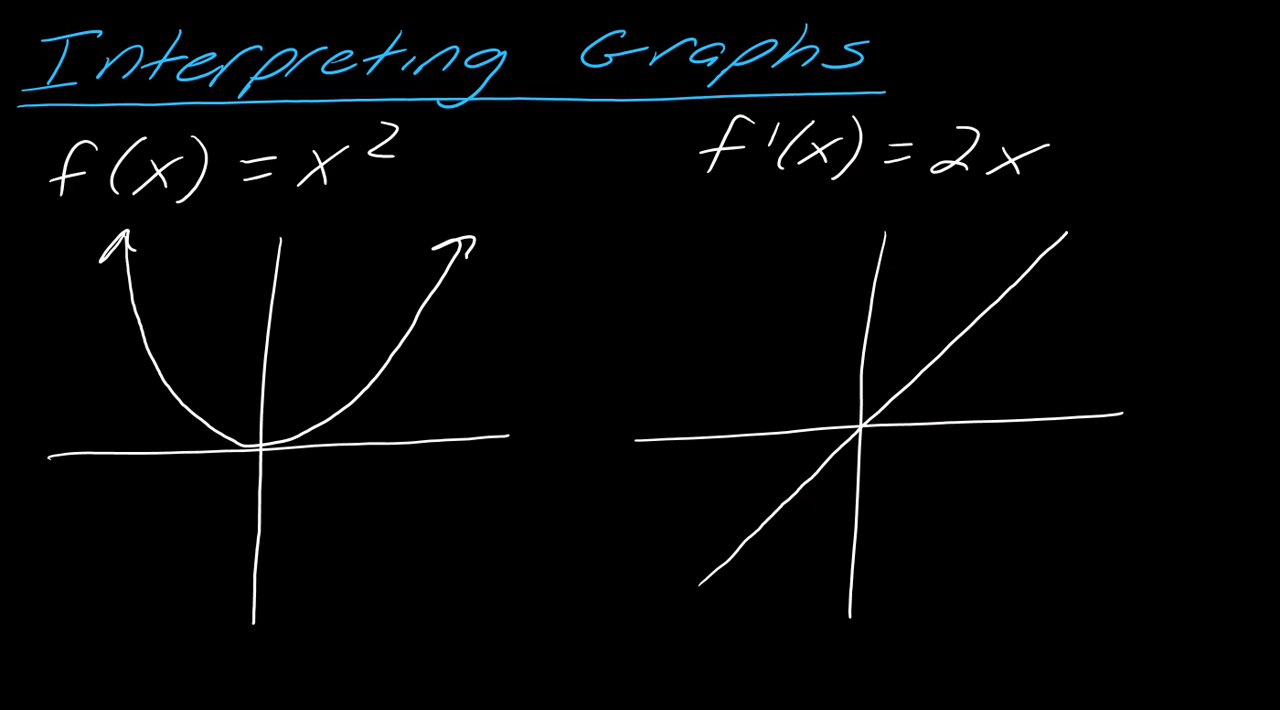 Interpreting Graphs
f(x) = x²
f'(x) = 2x